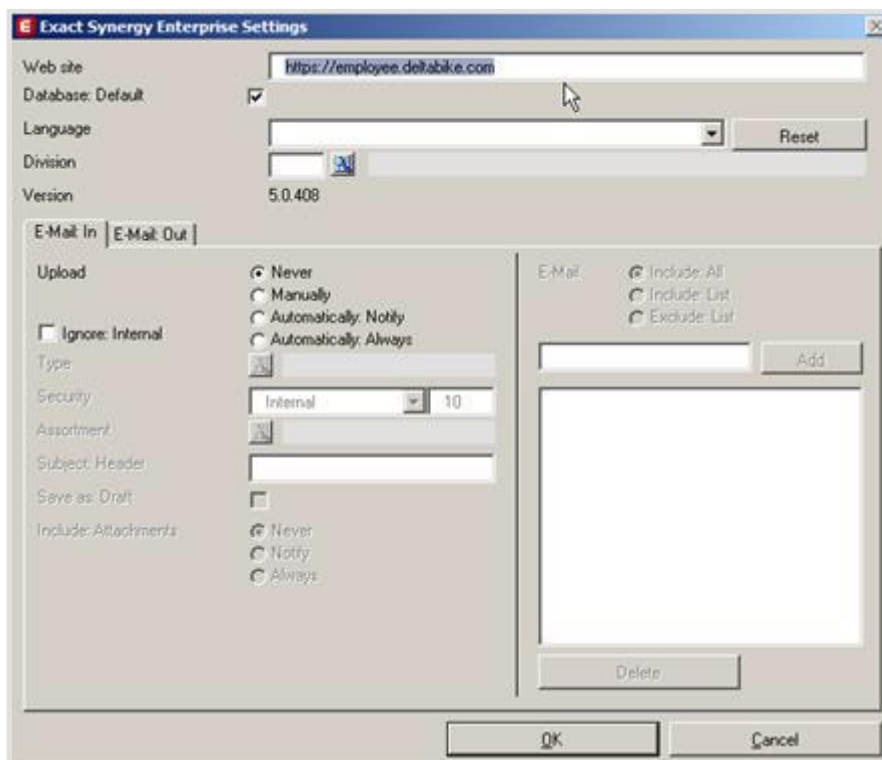 Exact Synergy Enterprise Settings
Web site https://employee.deltabike.com
Database: Default
Language Reset
Division
Version 5.0.408
E-Mail: In E-Mail: Out
Upload Never E-Mail Include: All
Manually Include: List
Automatically: Notify Exclude: List
Ignore: Internal Automatically: Always
Type Add
Security Internal 10
Assortment
Subject: Header
Save as: Draft
Include: Attachments Never
Notify
Always
Delete
OK Cancel